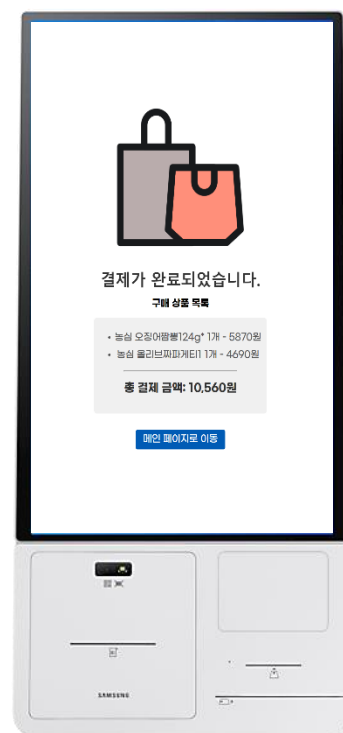 결제가 완료되었습니다.
구매 상품 목록
• 농심 오징어짬뽕124g* 1개 - 5870원
• 농심 올리브짜파게티1 1개 - 4690원
총 결제 금액: 10,560원
메인 페이지로 이동
SAMSUNG